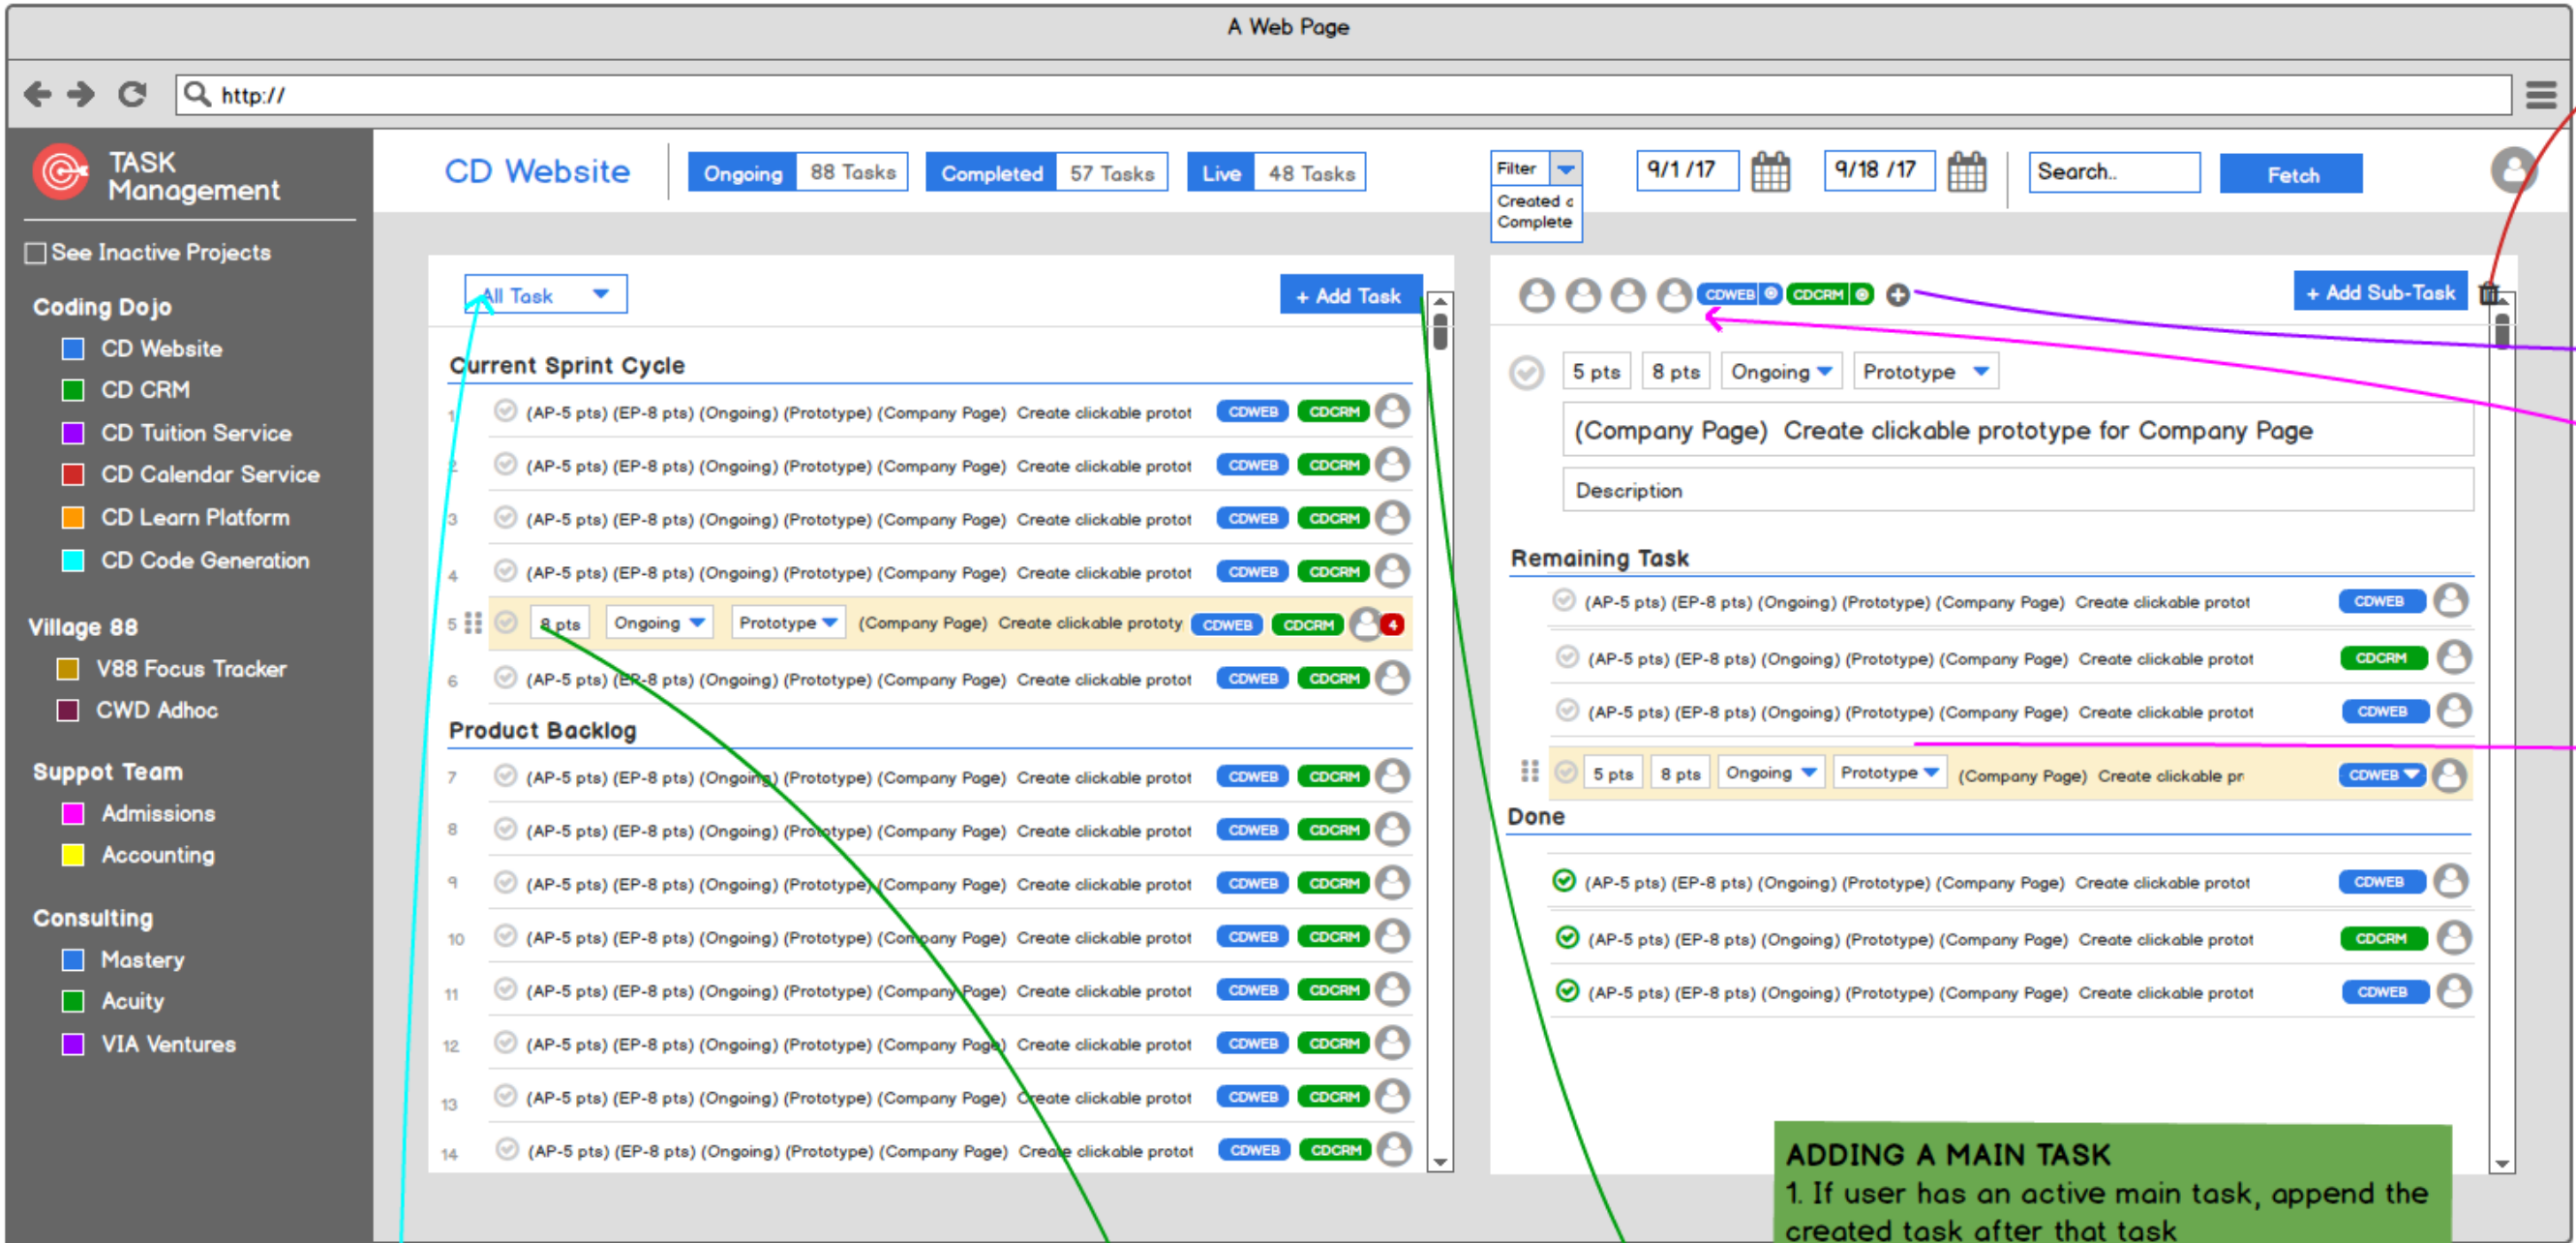 A Web Page
http://
TASK
Management
See Inactive Projects
Coding Dojo
CD Website
CD CRM
CD Tuition Service
CD Calendar Service
CD Learn Platform
CD Code Generation
Village 88
V88 Focus Tracker
CWD Adhoc
Suppot Team
Admissions
Accounting
Consulting
Mastery
Acuity
VIA Ventures
CD Website
Ongoing 88 Tasks
Completed 57 Tasks
Live 48 Tasks
Filter
Created
Complete
9/1 /17
9/18 /17
Search..
Fetch
All Task
+ Add Task
Current Sprint Cycle
1 (AP-5 pts) (EP-8 pts) (Ongoing) (Prototype) (Company Page) Create clickable protot CDWEB CDCRM
2 (AP-5 pts) (EP-8 pts) (Ongoing) (Prototype) (Company Page) Create clickable protot CDWEB CDCRM
3 (AP-5 pts) (EP-8 pts) (Ongoing) (Prototype) (Company Page) Create clickable protot CDWEB CDCRM
4 (AP-5 pts) (EP-8 pts) (Ongoing) (Prototype) (Company Page) Create clickable protot CDWEB CDCRM
5 8 pts Ongoing Prototype (Company Page) Create clickable prototy CDWEB CDCRM 4
6 (AP-5 pts) (EP-8 pts) (Ongoing) (Prototype) (Company Page) Create clickable protot CDWEB CDCRM
Product Backlog
7 (AP-5 pts) (EP-8 pts) (Ongoing) (Prototype) (Company Page) Create clickable protot CDWEB CDCRM
8 (AP-5 pts) (EP-8 pts) (Ongoing) (Prototype) (Company Page) Create clickable protot CDWEB CDCRM
9 (AP-5 pts) (EP-8 pts) (Ongoing) (Prototype) (Company Page) Create clickable protot CDWEB CDCRM
10 (AP-5 pts) (EP-8 pts) (Ongoing) (Prototype) (Company Page) Create clickable protot CDWEB CDCRM
11 (AP-5 pts) (EP-8 pts) (Ongoing) (Prototype) (Company Page) Create clickable protot CDWEB CDCRM
12 (AP-5 pts) (EP-8 pts) (Ongoing) (Prototype) (Company Page) Create clickable protot CDWEB CDCRM
13 (AP-5 pts) (EP-8 pts) (Ongoing) (Prototype) (Company Page) Create clickable protot CDWEB CDCRM
14 (AP-5 pts) (EP-8 pts) (Ongoing) (Prototype) (Company Page) Create clickable protot CDWEB CDCRM
CDWEB CDCRM
+ Add Sub-Task
5 pts 8 pts Ongoing Prototype
(Company Page) Create clickable prototype for Company Page
Description
Remaining Task
(AP-5 pts) (EP-8 pts) (Ongoing) (Prototype) (Company Page) Create clickable protot CDWEB
(AP-5 pts) (EP-8 pts) (Ongoing) (Prototype) (Company Page) Create clickable protot CDCRM
(AP-5 pts) (EP-8 pts) (Ongoing) (Prototype) (Company Page) Create clickable protot CDWEB
5 pts 8 pts Ongoing Prototype (Company Page) Create clickable pr CDWEB
Done
(AP-5 pts) (EP-8 pts) (Ongoing) (Prototype) (Company Page) Create clickable protot CDWEB
(AP-5 pts) (EP-8 pts) (Ongoing) (Prototype) (Company Page) Create clickable protot CDCRM
(AP-5 pts) (EP-8 pts) (Ongoing) (Prototype) (Company Page) Create clickable protot CDWEB
ADDING A MAIN TASK
1. If user has an active main task, append the
created task after that task